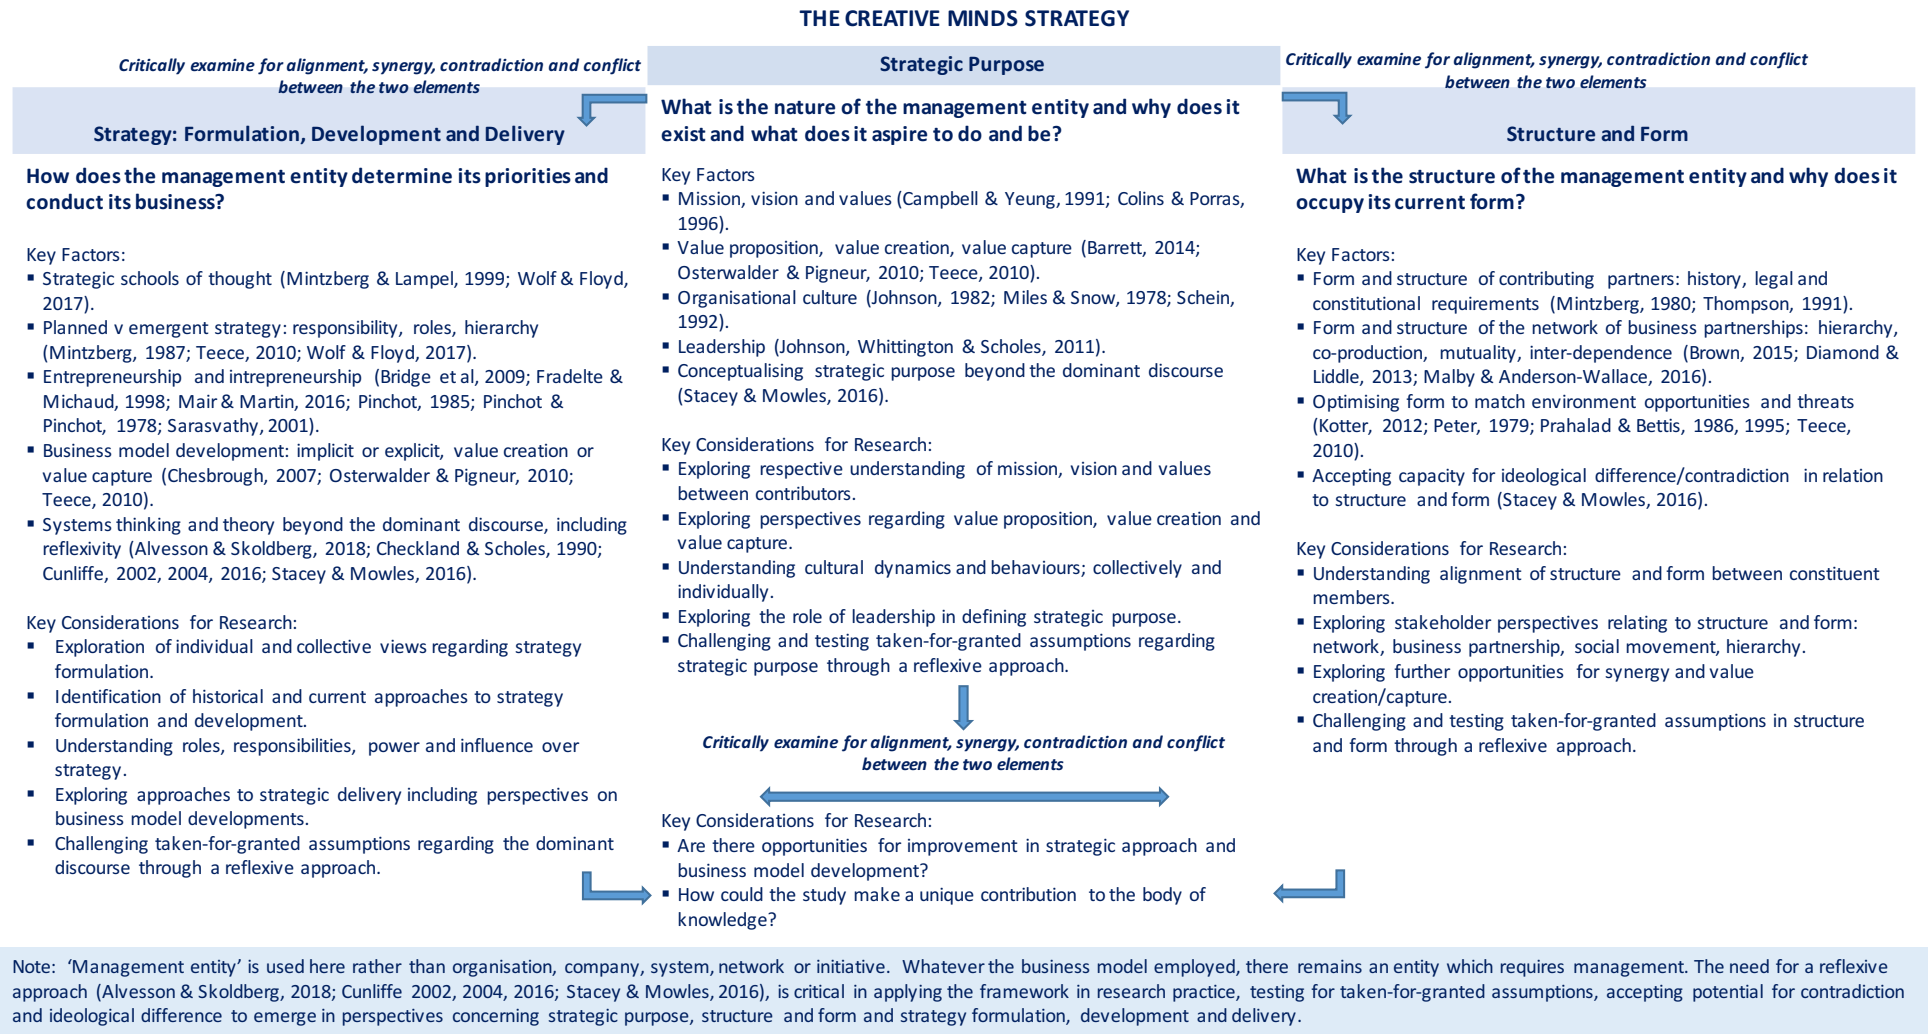 THE CREATIVE MINDS STRATEGY
Critically examine for alignment, synergy, contradiction and conflict
between the two elements
Strategy: Formulation, Development and Delivery
How does the management entity determine its priorities and
conduct its business?
Key Factors:
▪ Strategic schools of thought (Mintzberg & Lampel, 1999; Wolf & Floyd,
2017).
▪ Planned v emergent strategy: responsibility, roles, hierarchy
(Mintzberg, 1987; Teece, 2010; Wolf & Floyd, 2017).
▪ Entrepreneurship and intrepreneurship (Bridge et al, 2009; Fradelte &
Michaud, 1998; Mair & Martin, 2016; Pinchot, 1985; Pinchot &
Pinchot, 1978; Sarasvathy, 2001).
▪ Business model development: implicit or explicit, value creation or
value capture (Chesbrough, 2007; Osterwalder & Pigneur, 2010;
Teece, 2010).
▪ Systems thinking and theory beyond the dominant discourse, including
reflexivity (Alvesson & Skoldberg, 2018; Checkland & Scholes, 1990;
Cunliffe, 2002, 2004, 2016; Stacey & Mowles, 2016).
Key Considerations for Research:
▪ Exploration of individual and collective views regarding strategy
formulation.
▪ Identification of historical and current approaches to strategy
formulation and development.
▪ Understanding roles, responsibilities, power and influence over
strategy.
▪ Exploring approaches to strategic delivery including perspectives on
business model developments.
▪ Challenging taken-for-granted assumptions regarding the dominant
discourse through a reflexive approach.
Strategic Purpose
What is the nature of the management entity and why does it
exist and what does it aspire to do and be?
Key Factors
▪ Mission, vision and values (Campbell & Yeung, 1991; Colins & Porras,
1996).
▪ Value proposition, value creation, value capture (Barrett, 2014;
Osterwalder & Pigneur, 2010; Teece, 2010).
▪ Organisational culture (Johnson, 1982; Miles & Snow, 1978; Schein,
1992).
▪ Leadership (Johnson, Whittington & Scholes, 2011).
▪ Conceptualising strategic purpose beyond the dominant discourse
(Stacey & Mowles, 2016).
Key Considerations for Research:
▪ Exploring respective understanding of mission, vision and values
between contributors.
▪ Exploring perspectives regarding value proposition, value creation and
value capture.
▪ Understanding cultural dynamics and behaviours; collectively and
individually.
▪ Exploring the role of leadership in defining strategic purpose.
▪ Challenging and testing taken-for-granted assumptions regarding
strategic purpose through a reflexive approach.
Critically examine for alignment, synergy, contradiction and conflict
between the two elements
Key Considerations for Research:
▪ Are there opportunities for improvement in strategic approach and
business model development?
▪ How could the study make a unique contribution to the body of
knowledge?
Critically examine for alignment, synergy, contradiction and conflict
between the two elements
Structure and Form
What is the structure of the management entity and why does it
occupy its current form?
Key Factors:
▪ Form and structure of contributing partners: history, legal and
constitutional requirements (Mintzberg, 1980; Thompson, 1991).
▪ Form and structure of the network of business partnerships: hierarchy,
co-production, mutuality, inter-dependence (Brown, 2015; Diamond &
Liddle, 2013; Malby & Anderson-Wallace, 2016).
▪ Optimising form to match environment opportunities and threats
(Kotter, 2012; Peter, 1979; Prahalad & Bettis, 1986, 1995; Teece,
2010).
▪ Accepting capacity for ideological difference/contradiction in relation
to structure and form (Stacey & Mowles, 2016).
Key Considerations for Research:
▪ Understanding alignment of structure and form between constituent
members.
▪ Exploring stakeholder perspectives relating to structure and form:
network, business partnership, social movement, hierarchy.
▪ Exploring further opportunities for synergy and value
creation/capture.
▪ Challenging and testing taken-for-granted assumptions in structure
and form through a reflexive approach.
Note: ‘Management entity’ is used here rather than organisation, company, system, network or initiative. Whatever the business model employed, there remains an entity which requires management. The need for a reflexive
approach (Alvesson & Skoldberg, 2018; Cunliffe 2002, 2004, 2016; Stacey & Mowles, 2016), is critical in applying the framework in research practice, testing for taken-for-granted assumptions, accepting potential for contradiction
and ideological difference to emerge in perspectives concerning strategic purpose, structure and form and strategy formulation, development and delivery.